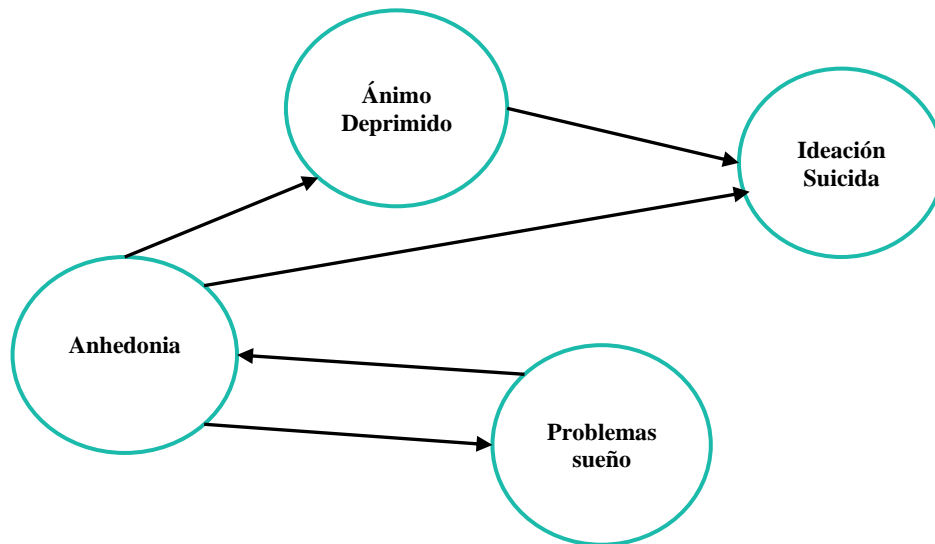 Ánimo
Deprimido
Ideación
Suicida
Anhedonia
Problemas
sueño